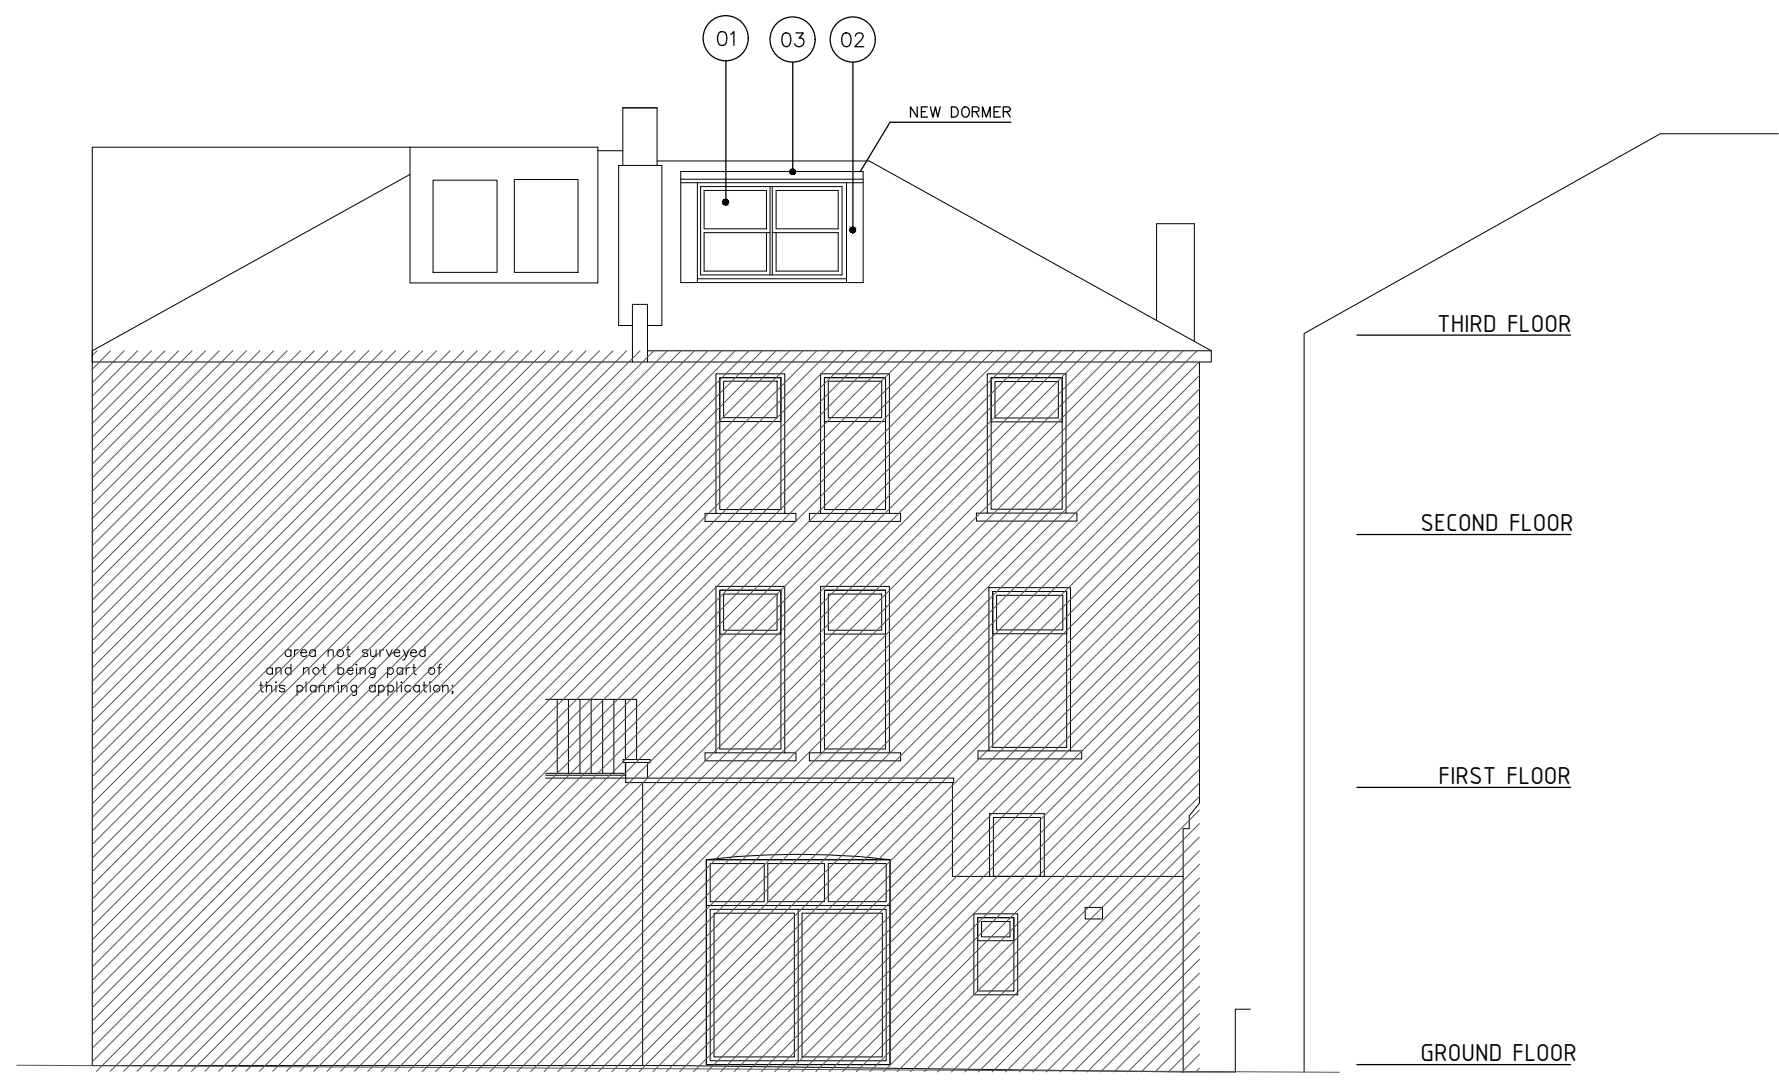 01 03 02
NEW DORMER
THIRD FLOOR
SECOND FLOOR
area not surveyed
and not being part of
this planning application;
FIRST FLOOR
GROUND FLOOR